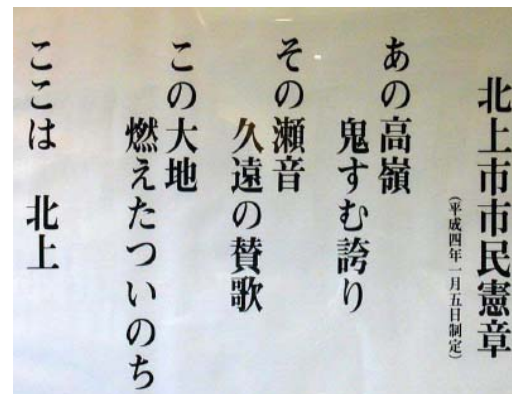 北上市市民憲章
（平成四年一月五日制定）
あの高嶺
鬼すむ誇り
その瀬音
久遠の賛歌
この大地
燃えたついのち
ここは　北上